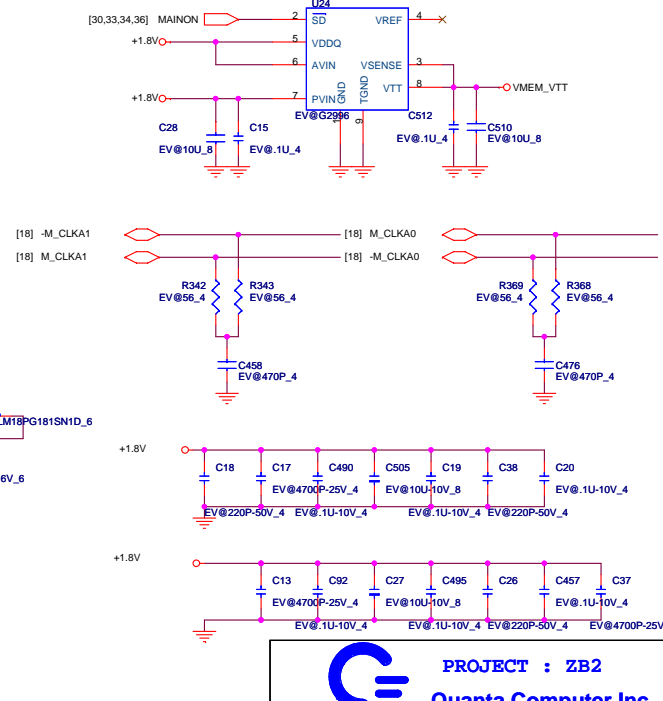 U24
[30,33,34,36] MAINON
2 SD VREF 4
+1.8V 5 VDDQ
6 AVIN VSENSE 3
VTT 8 VMEM_VTT
+1.8V 7 PVIN GND TGND
EV@G2996 9 C512
C28 C15 C510
EV@10U_8 EV@.1U_4 EV@.1U_4 EV@10U_8
[18] -M_CLKA1 [18] M_CLKA0
[18] M_CLKA1 [18] -M_CLKA0
R342 R343 R369 R368
EV@56_4 EV@56_4 EV@56_4 EV@56_4
C458 C476
EV@470P_4 EV@470P_4
LM18PG181SN1D_6
+1.8V
C18 C17 C490 C505 C19 C38 C20
6V_6
EV@4700P-25V_4 EV@10U-10V_8 EV@.1U-10V_4
EV@220P-50V_4 EV@.1U-10V_4 EV@.1U-10V_4 EV@220P-50V_4
+1.8V
C13 C92 C27 C495 C26 C457 C37
EV@4700P-25V_4 EV@10U-10V_8 EV@.1U-10V_4
EV@.1U-10V_4 EV@.1U-10V_4 EV@220P-50V_4 EV@4700P-25V
PROJECT : ZB2
Quanta Computer Inc